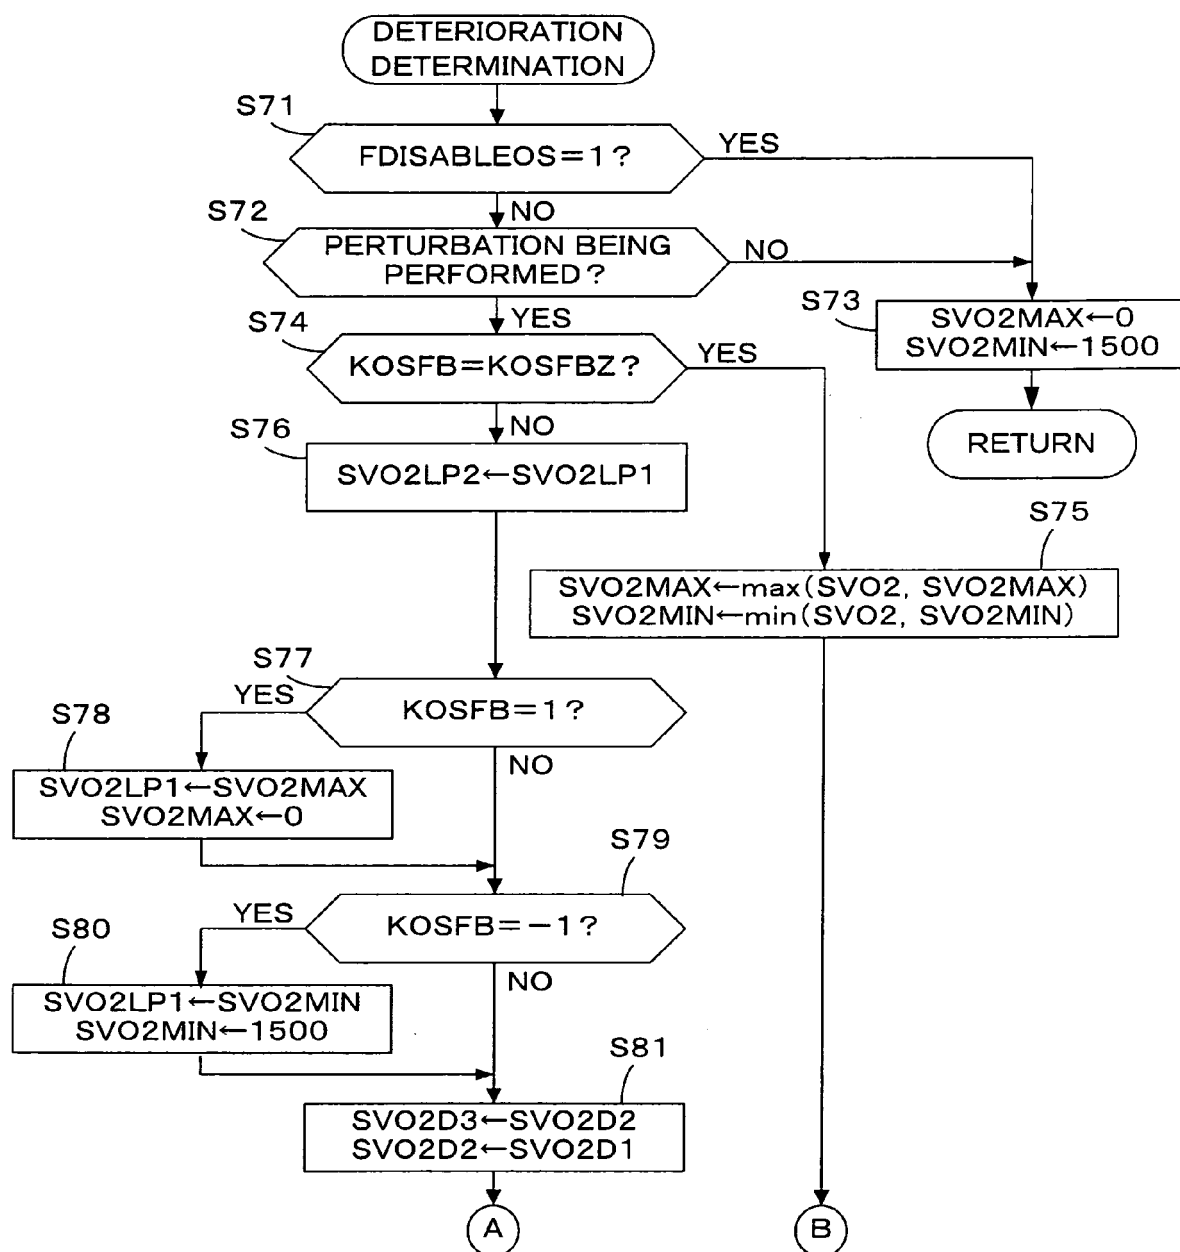 DETERIORATION
DETERMINATION
S71
FDISABLEOS=1?
YES
NO
S72
PERTURBATION BEING
PERFORMED?
NO
YES
S73
SVO2MAX←0
SVO2MIN←1500
RETURN
S74
KOSFB=KOSFBZ?
YES
NO
S76
SVO2LP2←SVO2LP1
S75
SVO2MAX←max(SVO2, SVO2MAX)
SVO2MIN←min(SVO2, SVO2MIN)
S77
KOSFB=1?
YES
NO
S78
SVO2LP1←SVO2MAX
SVO2MAX←0
S79
KOSFB=-1?
YES
NO
S80
SVO2LP1←SVO2MIN
SVO2MIN←1500
S81
SVO2D3←SVO2D2
SVO2D2←SVO2D1
A
B